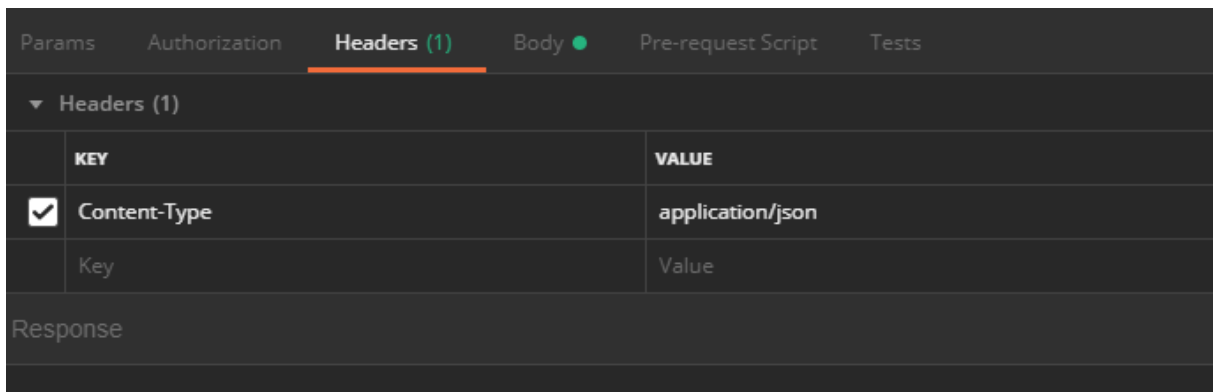 Params Authorization Headers (1) Body Pre-request Script Tests
Headers (1)
KEY VALUE
Content-Type application/json
Key Value
Response